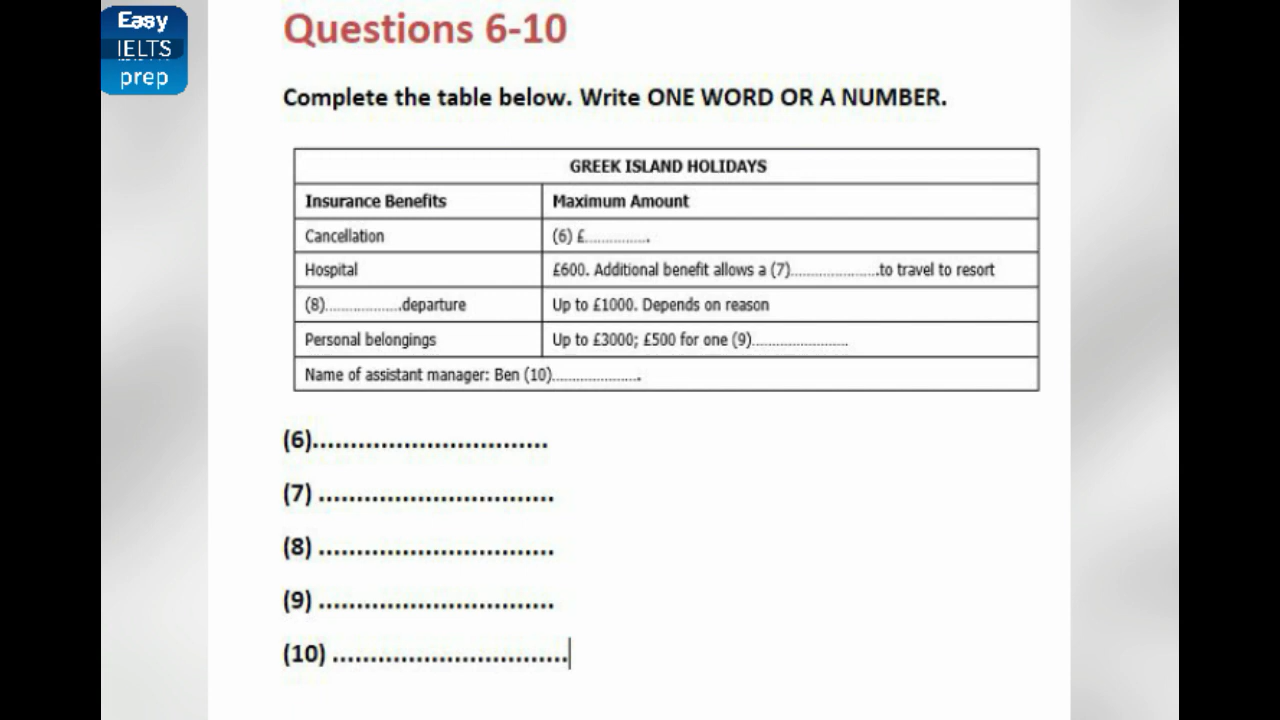 Easy
IELTS
prep
Questions 6-10
Complete the table below. Write ONE WORD OR A NUMBER.
GREEK ISLAND HOLIDAYS
Insurance Benefits Maximum Amount
Cancellation (6) £...............
Hospital £600. Additional benefit allows a (7)......................to travel to resort
(8)...................departure Up to £1000. Depends on reason
Personal belongings Up to £3000; £500 for one (9).......................
Name of assistant manager: Ben (10).....................
(6)...............................
(7) ...............................
(8) ...............................
(9) ...............................
(10) ...............................